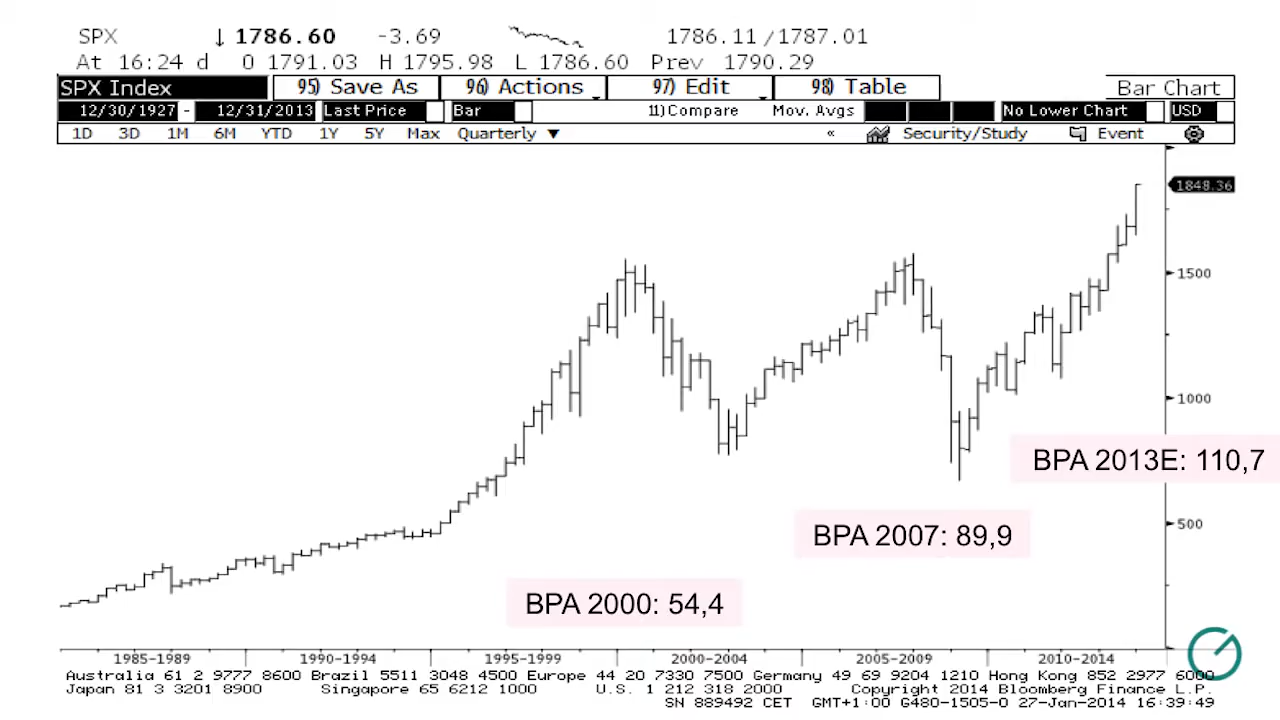 SPX ↓ 1786.60 -3.69 1786.11/1787.01
At 16:24 d O 1791.03 H 1795.98 L 1786.60 Prev 1790.29
SPX Index 95) Save As 96) Actions 97) Edit 98) Table Bar Chart
12/30/1927 - 12/31/2013 Last Price Bar 11)Compare Mov. Avgs No Lower Chart USD
1D 3D 1M 6M YTD 1Y 5Y Max Quarterly ▼ « Security/Study Event
1848.36
1500
1000
BPA 2013E: 110,7
500
BPA 2007: 89,9
BPA 2000: 54,4
1985-1989 1990-1994 1995-1999 2000-2004 2005-2009 2010-2014
Australia 61 2 9777 8600 Brazil 5511 3048 4500 Europe 44 20 7330 7500 Germany 49 69 9204 1210 Hong Kong 852 2977 6000
Japan 81 3 3201 8900 Singapore 65 6212 1000 U.S. 1 212 318 2000 Copyright 2014 Bloomberg Finance L.P.
SN 889492 CET GMT+1:00 G480-1505-0 27-Jan-2014 16:39:49